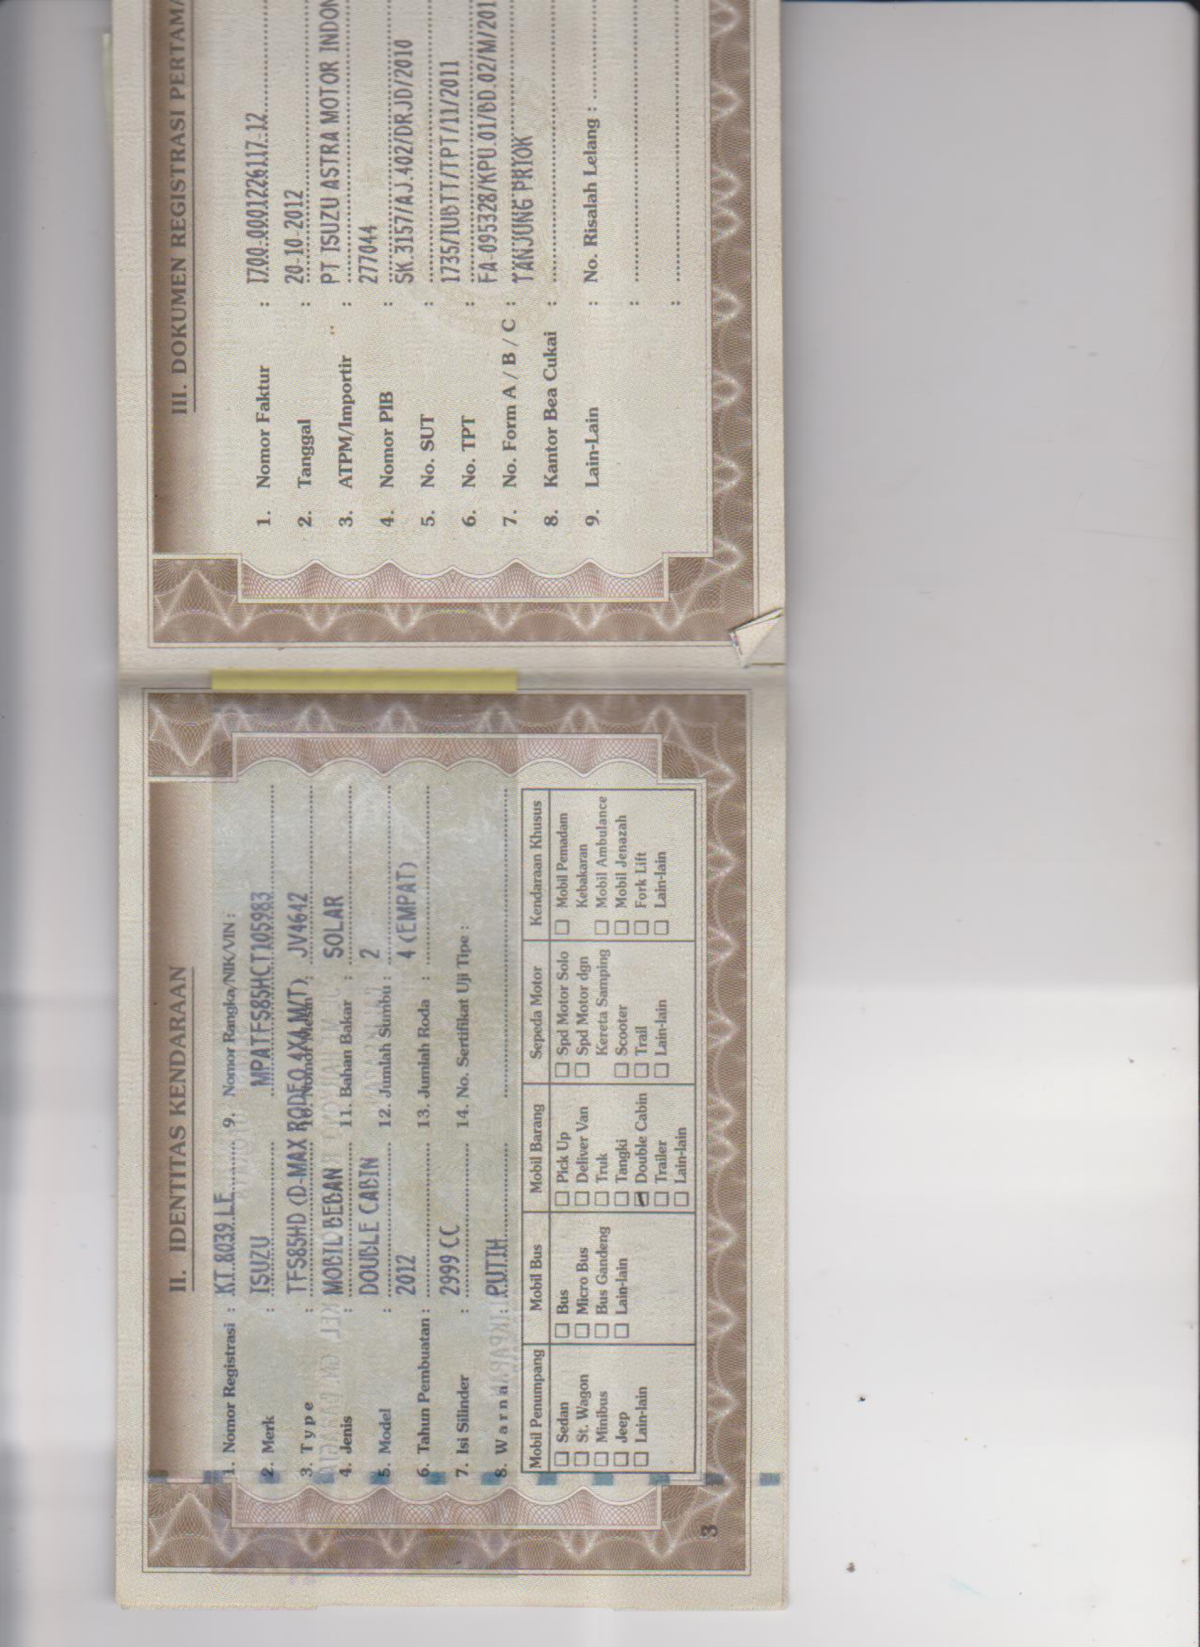 II. IDENTITAS KENDARAAN
1. Nomor Registrasi : KT 8039 LF
2. Merk : ISUZU
3. Type : TFS85HD (D-MAX RODEO 4X4 M/T)
4. Jenis : MOBIL BEBAN
5. Model : DOUBLE CABIN
6. Tahun Pembuatan : 2012
7. Isi Silinder : 2999 CC
8. Warna : PUTIH
9. Nomor Rangka/NIK/VIN :
MPATFS85HCT105983
10. Nomor Mesin : JV4642
11. Bahan Bakar : SOLAR
12. Jumlah Sumbu : 2
13. Jumlah Roda : 4 (EMPAT)
14. No. Sertifikat Uji Tipe :
Mobil Penumpang
Sedan
St. Wagon
Minibus
Jeep
Lain-lain
Mobil Bus
Bus
Micro Bus
Bus Gandeng
Lain-lain
Mobil Barang
Pick Up
Deliver Van
Truk
Tangki
Double Cabin
Trailer
Lain-lain
Sepeda Motor
Spd Motor Solo
Spd Motor dgn
Kereta Samping
Scooter
Trail
Lain-lain
Kendaraan Khusus
Mobil Pemadam
Kebakaran
Mobil Ambulance
Mobil Jenazah
Fork Lift
Lain-lain
3
III. DOKUMEN REGISTRASI PERTAMA
1. Nomor Faktur : 1700-0001226117-12
2. Tanggal : 20-10-2012
3. ATPM/Importir : PT ISUZU ASTRA MOTOR INDON
4. Nomor PIB : 277044
5. No. SUT : SK.3157/AJ.402/DRJD/2010
6. No. TPT : 1735/IUBTT/TPT/11/2011
7. No. Form A / B / C : FA-095328/KPU.01/BD.02/M/201
8. Kantor Bea Cukai : TANJUNG PRIOK
9. Lain-Lain : No. Risalah Lelang :